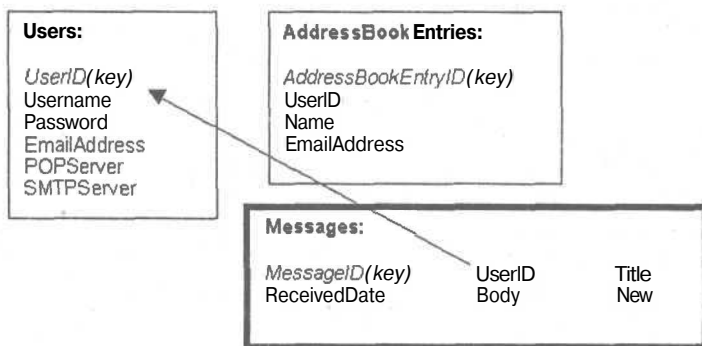 Users:
UserID(key)
Username
Password
EmailAddress
POPServer
SMTPServer
AddressBook Entries:
AddressBookEntryID(key)
UserID
Name
EmailAddress
Messages:
MessageID(key) UserID Title
ReceivedDate Body New